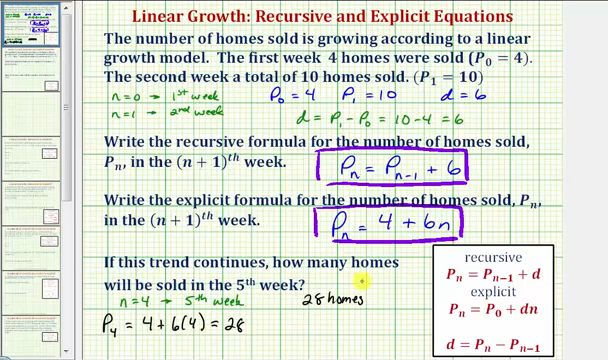 Linear Growth: Recursive and Explicit Equations
The number of homes sold is growing according to a linear
growth model. The first week 4 homes were sold (P₀ = 4).
The second week a total of 10 homes sold. (P₁ = 10)
n=0 → 1st week P₀ = 4 P₁ = 10 d = 6
n=1 → 2nd week d = P₁ - P₀ = 10 - 4 = 6
Write the recursive formula for the number of homes sold,
Pₙ, in the (n + 1)ᵗʰ week.
Pₙ = Pₙ₋₁ + 6
Write the explicit formula for the number of homes sold, Pₙ,
in the (n + 1)ᵗʰ week.
Pₙ = 4 + 6n
If this trend continues, how many homes
will be sold in the 5ᵗʰ week?
n=4 → 5th week 28 homes
P₄ = 4 + 6(4) = 28
recursive
Pₙ = Pₙ₋₁ + d
explicit
Pₙ = P₀ + dn
d = Pₙ − Pₙ₋₁